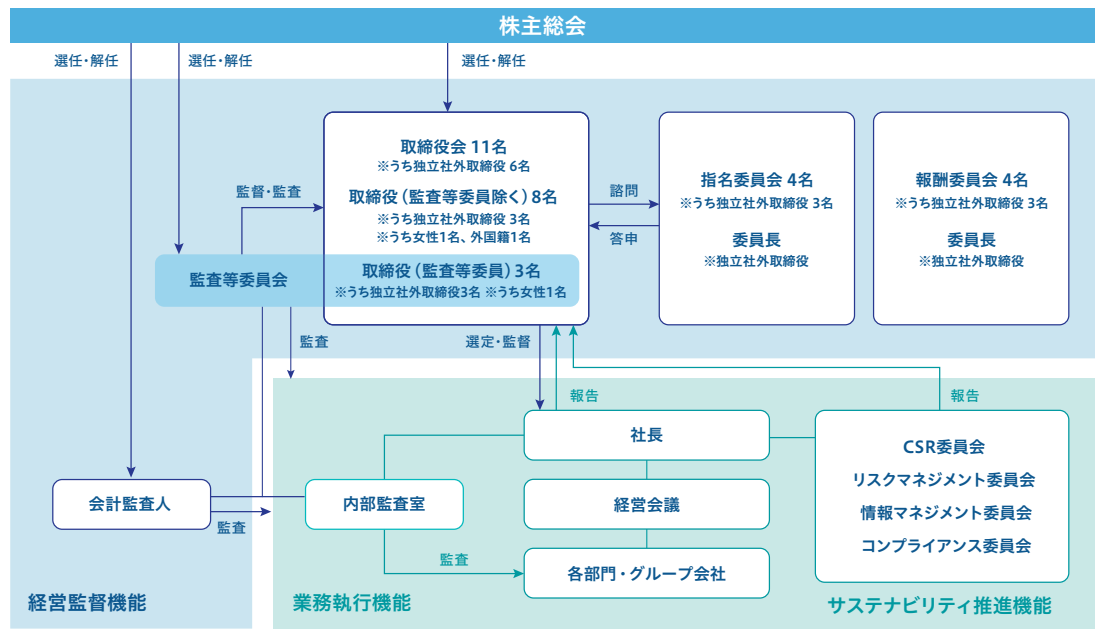 株主総会
選任・解任
選任・解任
選任・解任
取締役会 11名
※うち独立社外取締役 6名
取締役（監査等委員除く）8名
※うち独立社外取締役 3名
※うち女性1名、外国籍1名
監督・監査
諮問
答申
指名委員会 4名
※うち独立社外取締役 3名
委員長
※独立社外取締役
報酬委員会 4名
※うち独立社外取締役 3名
委員長
※独立社外取締役
監査等委員会
取締役（監査等委員）3名
※うち独立社外取締役3名 ※うち女性1名
監査
選定・監督
報告
報告
社長
CSR委員会
リスクマネジメント委員会
情報マネジメント委員会
コンプライアンス委員会
会計監査人
監査
内部監査室
経営会議
監査
各部門・グループ会社
経営監督機能
業務執行機能
サステナビリティ推進機能